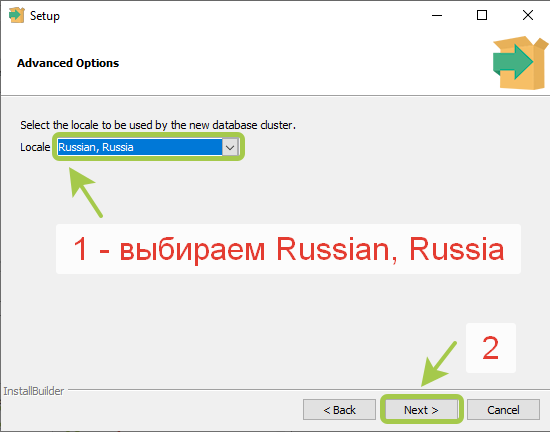 Setup
Advanced Options
Select the locale to be used by the new database cluster.
Locale Russian, Russia
1 - выбираем Russian, Russia
2
InstallBuilder
< Back Next > Cancel